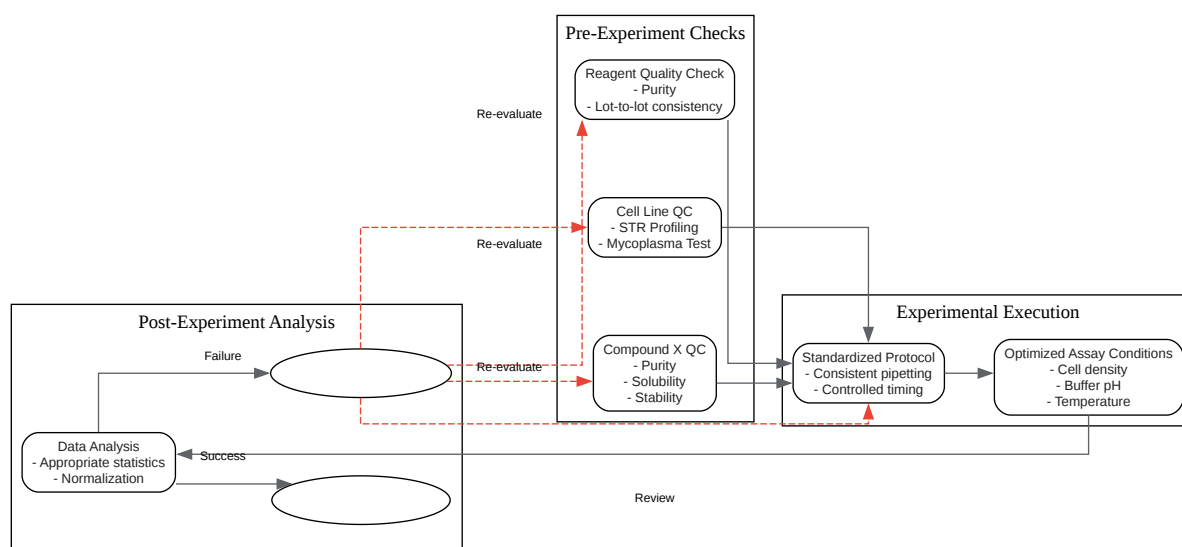 Pre-Experiment Checks
Reagent Quality Check
- Purity
- Lot-to-lot consistency
Re-evaluate
Cell Line QC
- STR Profiling
- Mycoplasma Test
Re-evaluate
Post-Experiment Analysis
Experimental Execution
Failure
Re-evaluate
Compound X QC
- Purity
- Solubility
- Stability
Standardized Protocol
- Consistent pipetting
- Controlled timing
Optimized Assay Conditions
- Cell density
- Buffer pH
- Temperature
Data Analysis
- Appropriate statistics
- Normalization
Success
Review